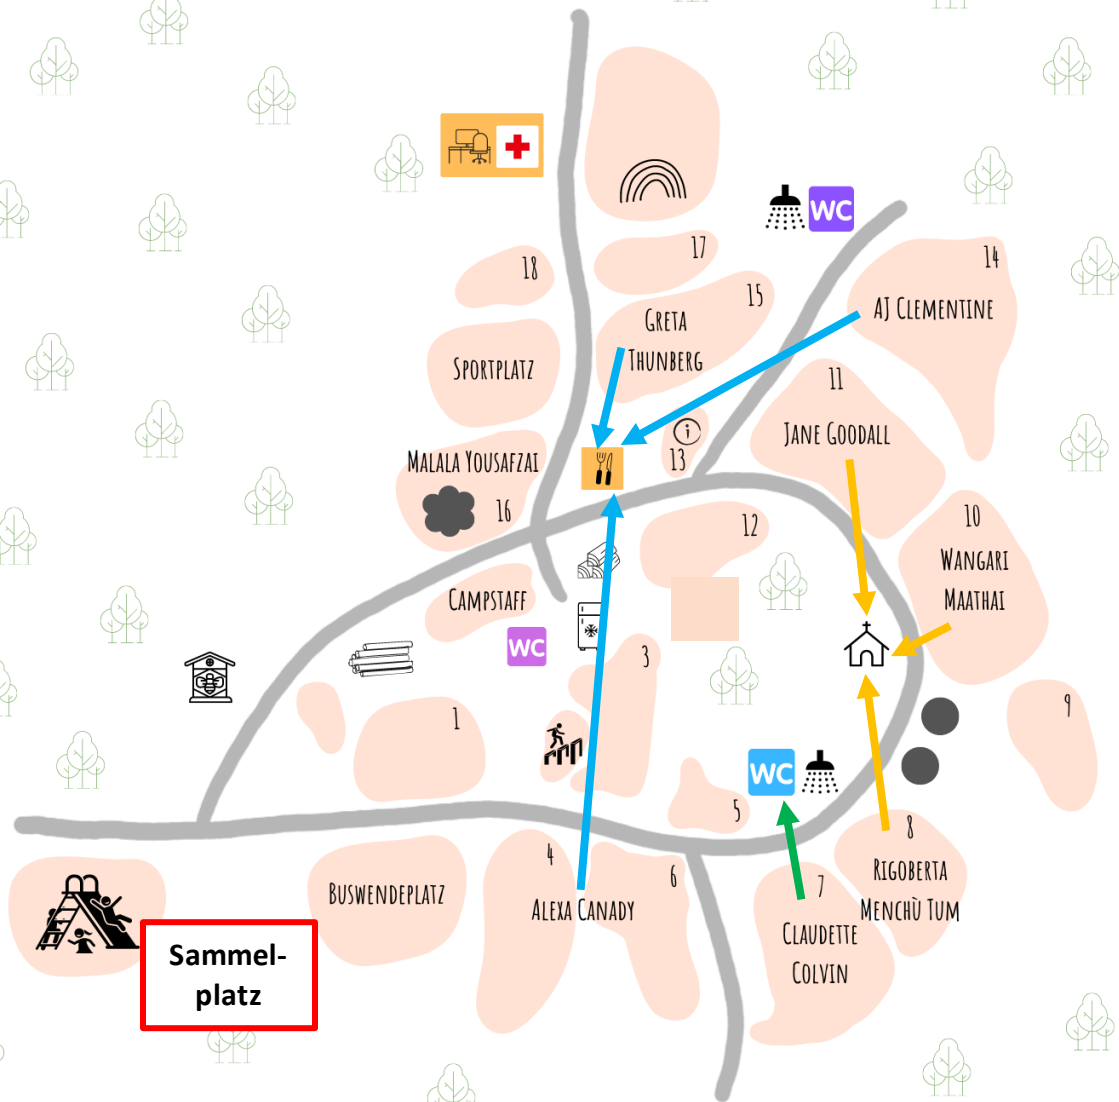 WC
14
17
18
AJ Clementine
15
Greta
Thunberg
Sportplatz
11
Jane Goodall
i
13
Malala Yousafzai
16
10
12
Wangari
Maathai
Campstaff
WC
3
9
1
WC
5
8
4
6
Rigoberta
7
Buswendeplatz
Alexa Canady
Menchù Tum
Claudette
Colvin
Sammel-
platz